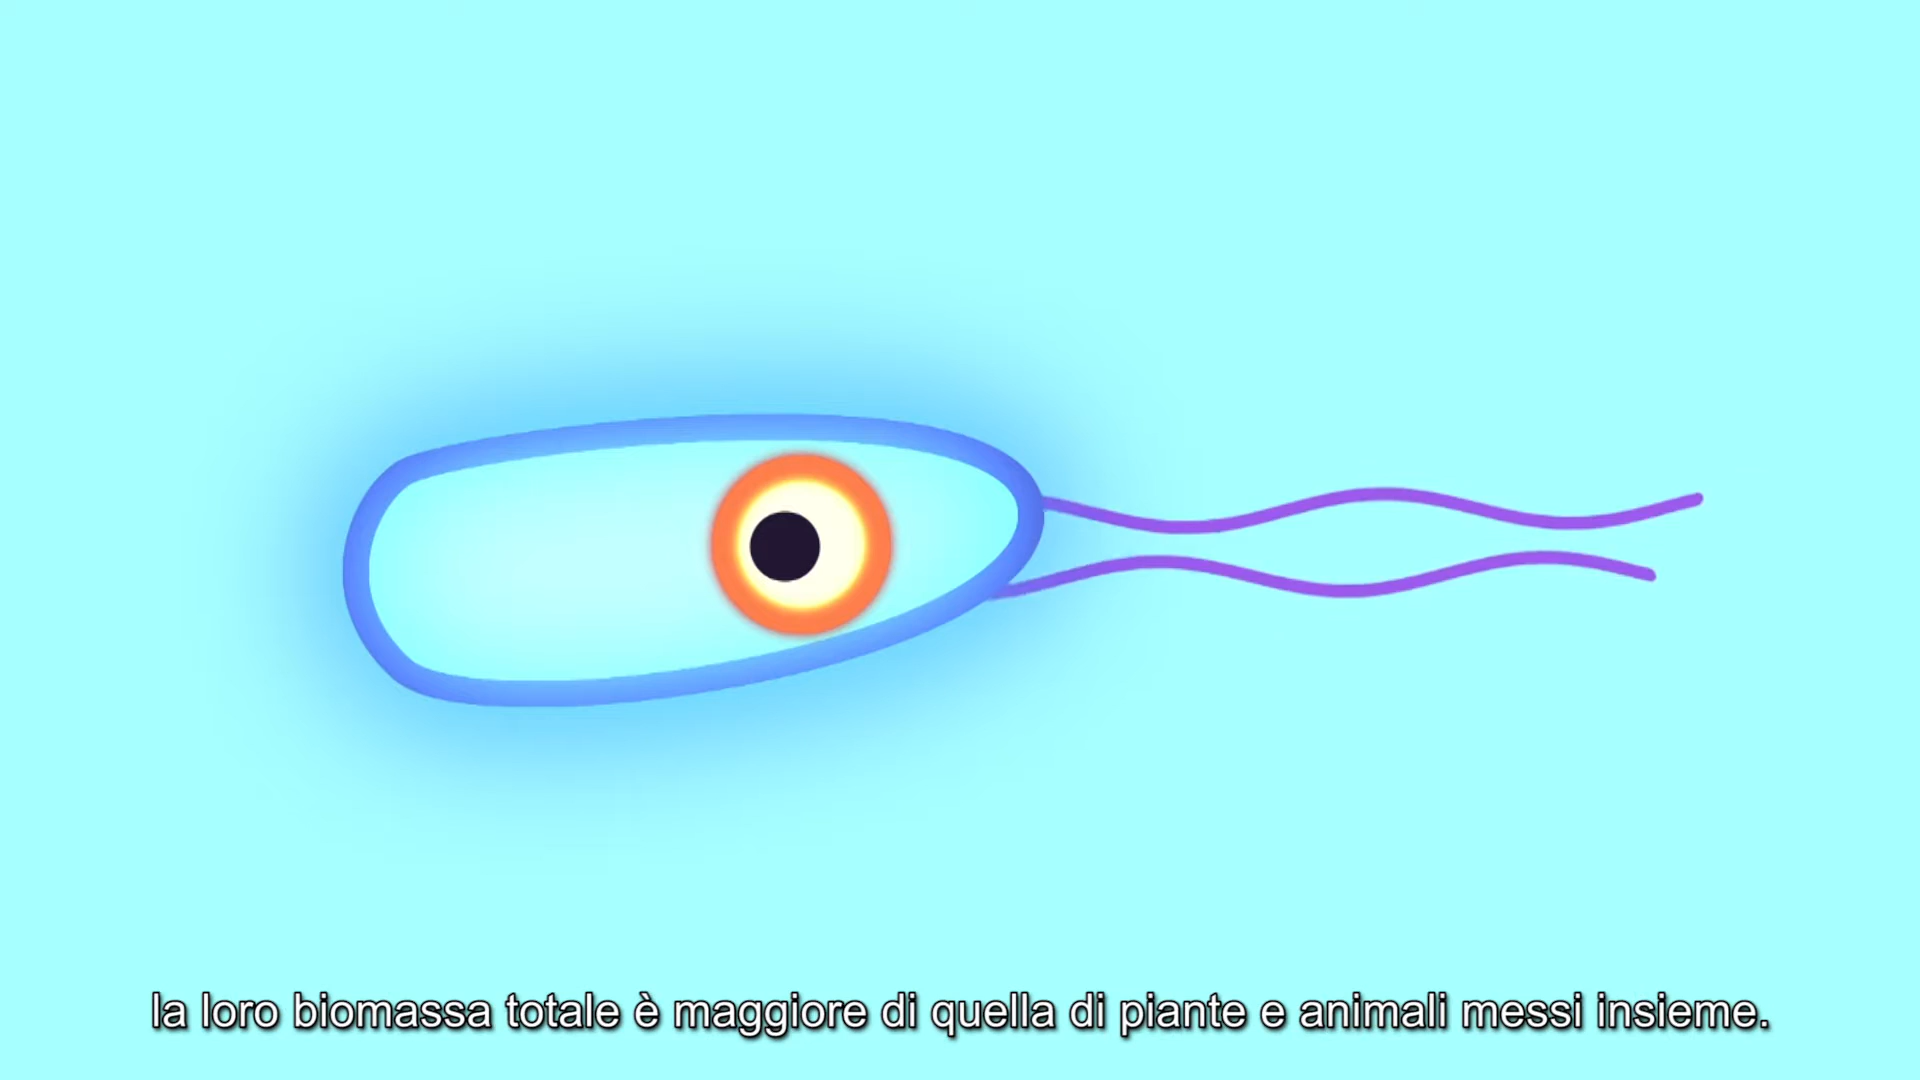 la loro biomassa totale è maggiore di quella di piante e animali messi insieme.